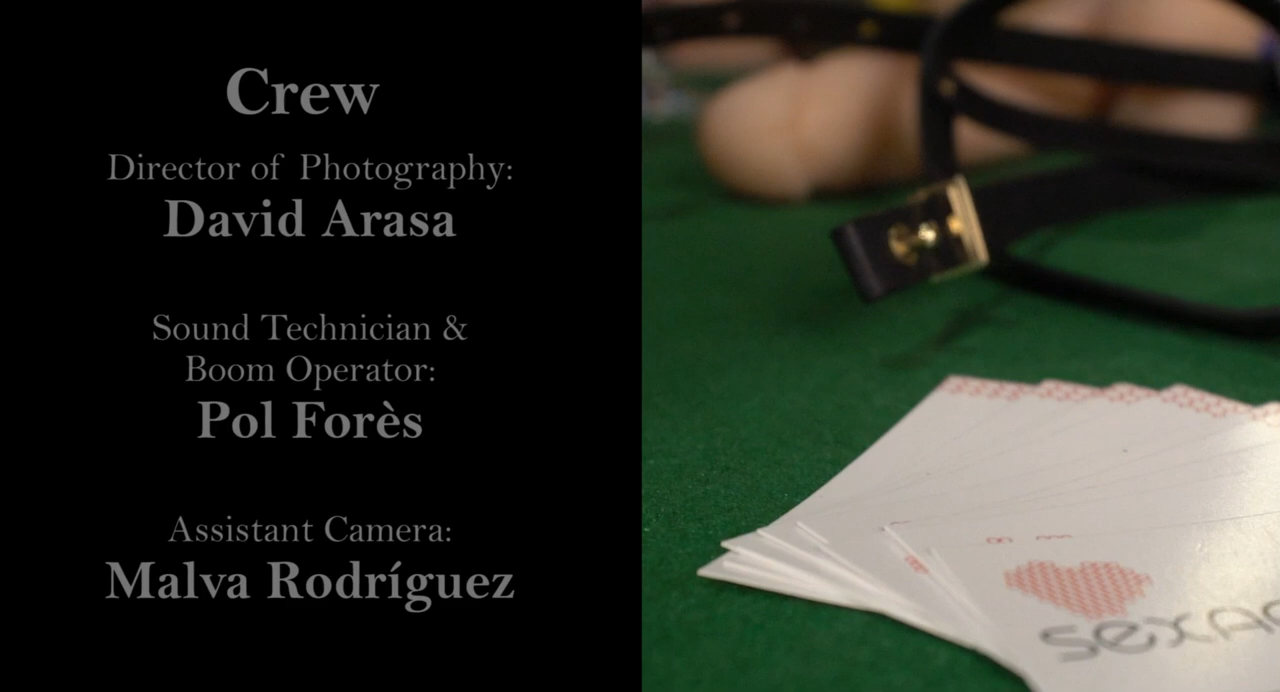 Crew
Director of Photography:
David Arasa
Sound Technician &
Boom Operator:
Pol Forès
Assistant Camera:
Malva Rodríguez